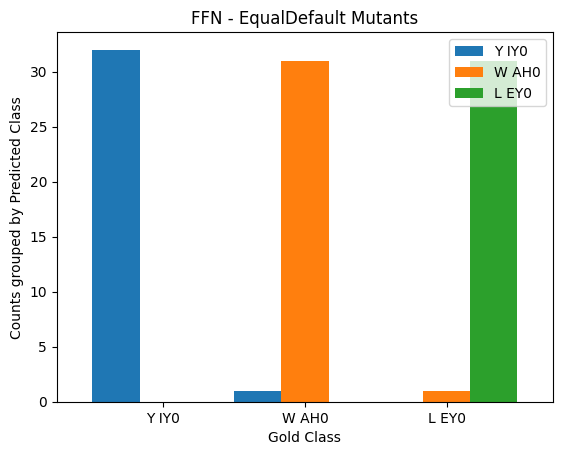 FFN - EqualDefault Mutants
Y IY0
W AH0
L EY0
Counts grouped by Predicted Class
30
25
20
15
10
5
0
Y IY0 W AH0 L EY0
Gold Class